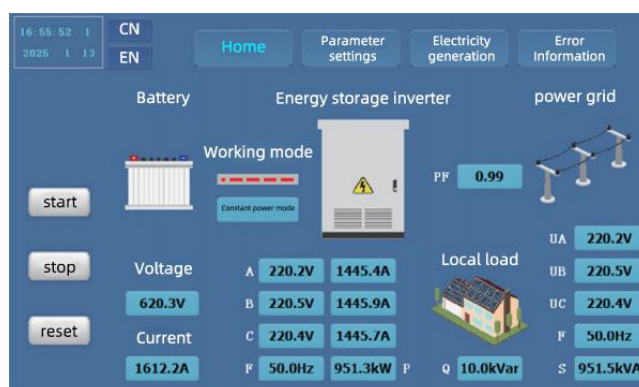 16:55:52 1
2025 1 13
CN
EN
Home
Parameter
settings
Electricity
generation
Error
Information
Battery
Energy storage inverter
power grid
Working mode
Constant power mode
PF 0.99
start
stop
reset
Voltage
620.3V
Current
1612.2A
A 220.2V 1445.4A
B 220.5V 1445.9A
C 220.4V 1445.7A
F 50.0Hz 951.3kW P
Local load
Q 10.0kVar
UA 220.2V
UB 220.5V
UC 220.4V
F 50.0Hz
S 951.5kVA